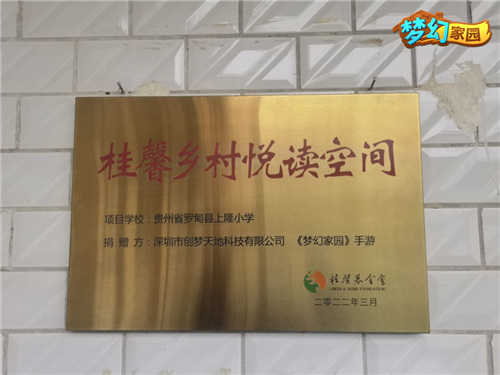 梦幻家园
桂馨乡村悦读空间
项目学校：贵州省罗甸县上隆小学
捐 赠 方：深圳市创梦天地科技有限公司 《梦幻家园》手游
桂馨基金会
GREEN & SHINE FOUNDATION
二零二二年三月